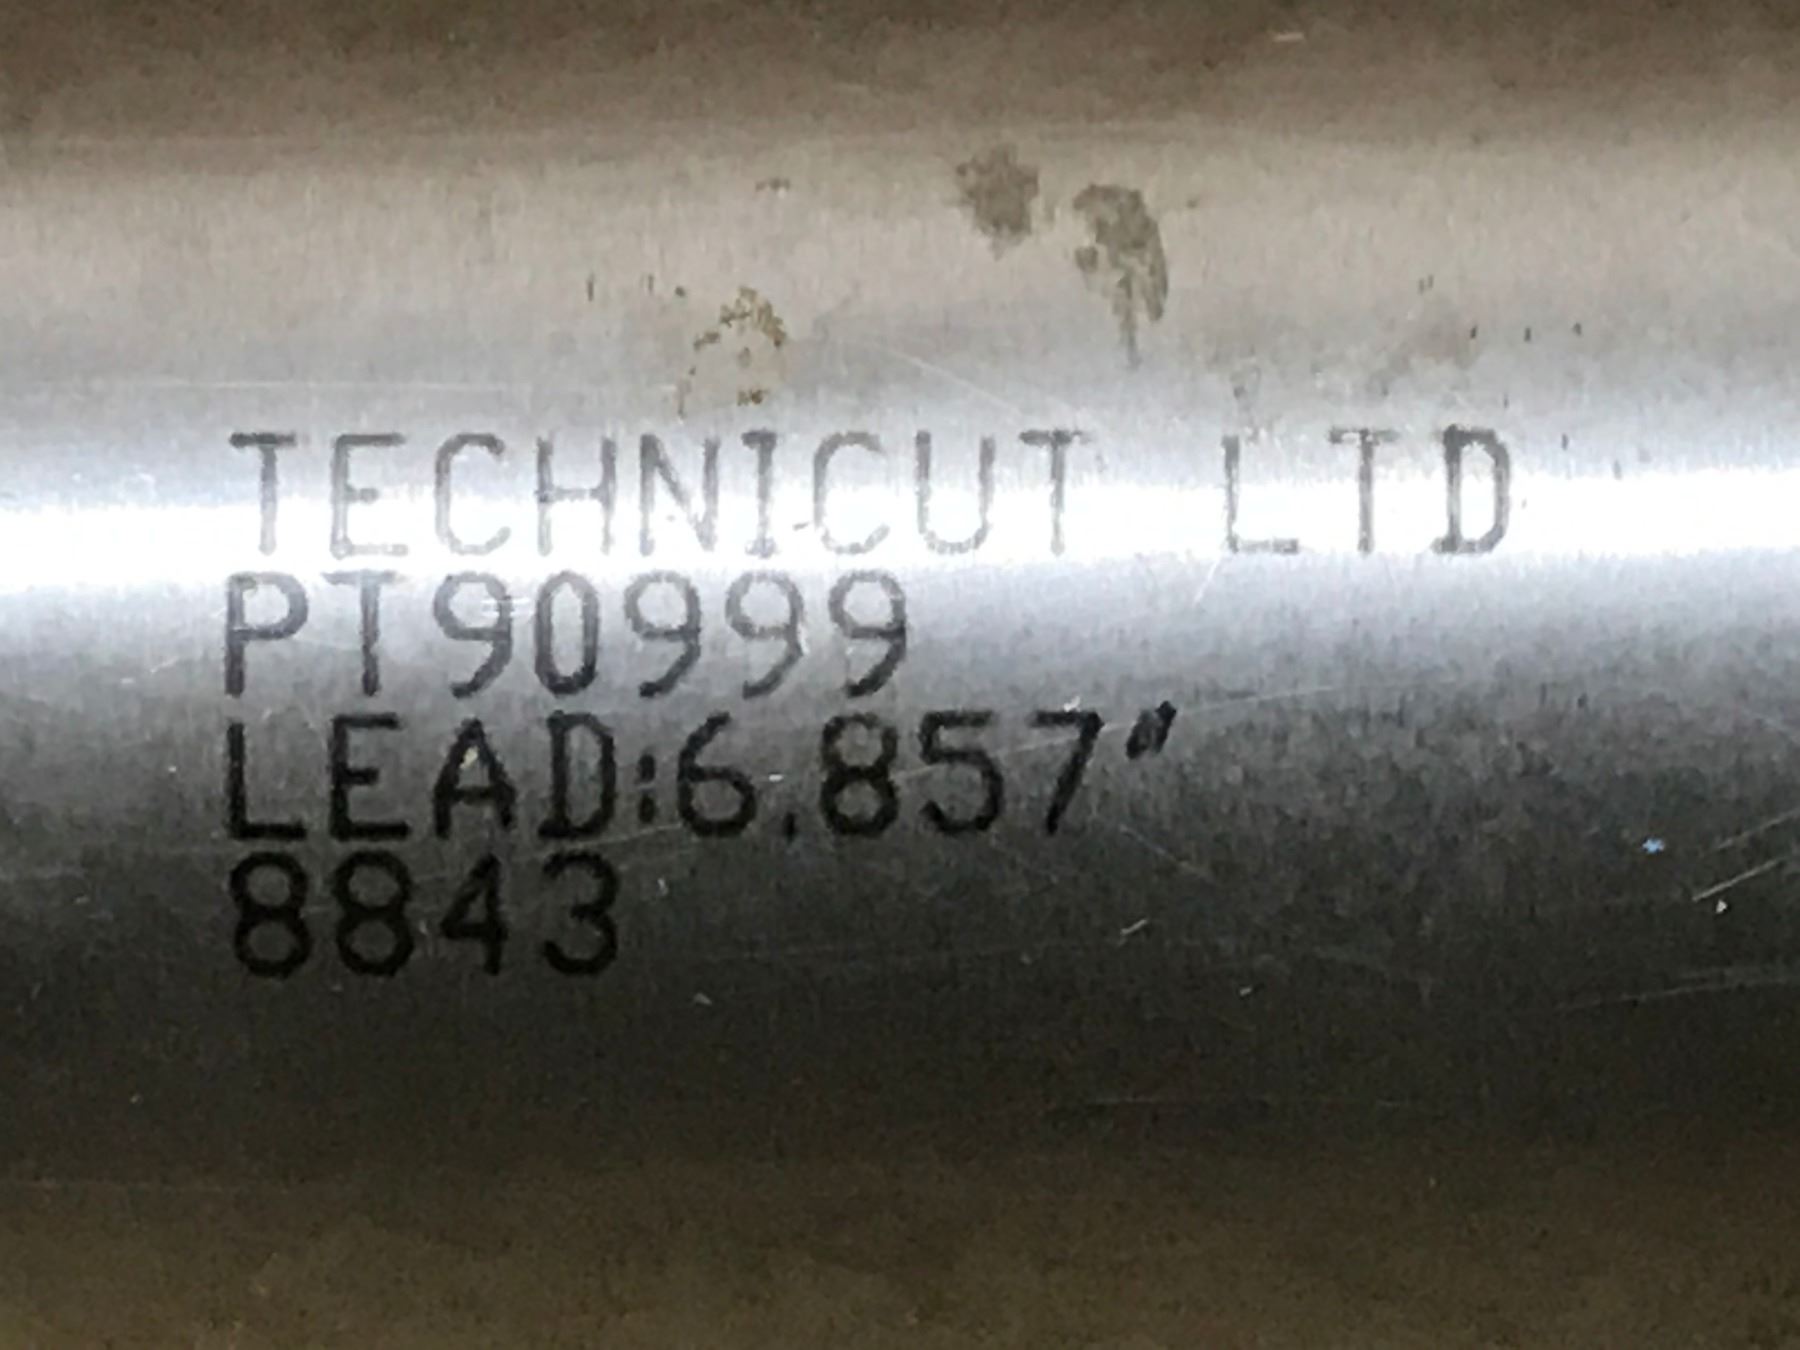 TECHNICUT LTD
PT90999
LEAD:6.857"
8843